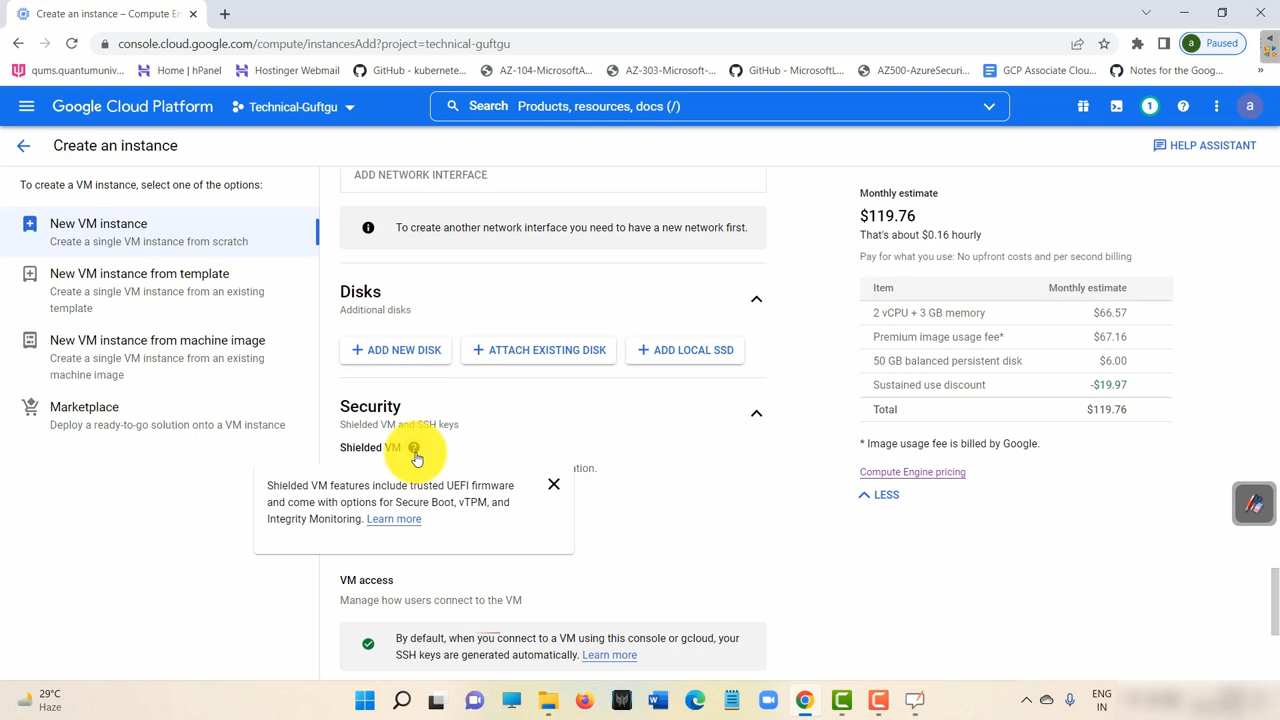 Create an instance — Compute En
console.cloud.google.com/compute/instancesAdd?project=technical-guftgu
Paused
qums.quantumuniv...
Home | hPanel
Hostinger Webmail
GitHub - kubernete...
AZ-104-MicrosoftA...
AZ-303-Microsoft-...
GitHub - MicrosoftL...
AZ500-AzureSecuri...
GCP Associate Clou...
Notes for the Goog...
Google Cloud Platform
Technical-Guftgu
Search Products, resources, docs (/)
1
a
Create an instance
HELP ASSISTANT
To create a VM instance, select one of the options:
New VM instance
Create a single VM instance from scratch
New VM instance from template
Create a single VM instance from an existing
template
New VM instance from machine image
Create a single VM instance from an existing
machine image
Marketplace
Deploy a ready-to-go solution onto a VM instance
ADD NETWORK INTERFACE
To create another network interface you need to have a new network first.
Disks
Additional disks
+ ADD NEW DISK
+ ATTACH EXISTING DISK
+ ADD LOCAL SSD
Security
Shielded VM and SSH keys
Shielded VM
ation.
Shielded VM features include trusted UEFI firmware
and come with options for Secure Boot, vTPM, and
Integrity Monitoring. Learn more
VM access
Manage how users connect to the VM
By default, when you connect to a VM using this console or gcloud, your
SSH keys are generated automatically. Learn more
Monthly estimate
$119.76
That's about $0.16 hourly
Pay for what you use: No upfront costs and per second billing
Item Monthly estimate
2 vCPU + 3 GB memory $66.57
Premium image usage fee* $67.16
50 GB balanced persistent disk $6.00
Sustained use discount -$19.97
Total $119.76
* Image usage fee is billed by Google.
Compute Engine pricing
LESS
29°C
Haze
ENG
IN